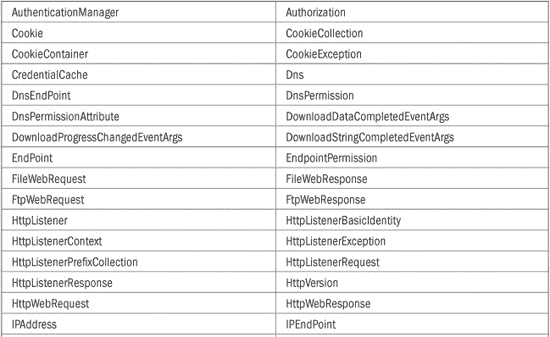 AuthenticationManager Authorization
Cookie CookieCollection
CookieContainer CookieException
CredentialCache Dns
DnsEndPoint DnsPermission
DnsPermissionAttribute DownloadDataCompletedEventArgs
DownloadProgressChangedEventArgs DownloadStringCompletedEventArgs
EndPoint EndpointPermission
FileWebRequest FileWebResponse
FtpWebRequest FtpWebResponse
HttpListener HttpListenerBasicIdentity
HttpListenerContext HttpListenerException
HttpListenerPrefixCollection HttpListenerRequest
HttpListenerResponse HttpVersion
HttpWebRequest HttpWebResponse
IPAddress IPEndPoint